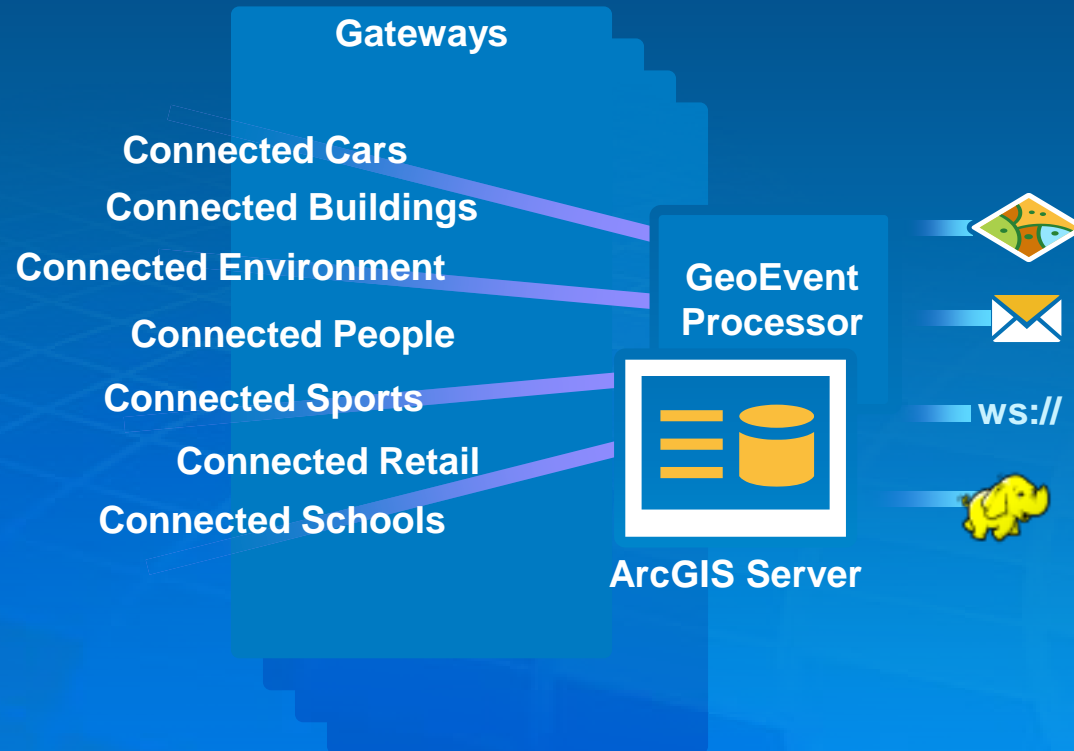 Gateways
Connected Cars
Connected Buildings
Connected Environment
Connected People
Connected Sports
Connected Retail
Connected Schools
GeoEvent
Processor
ArcGIS Server
ws://